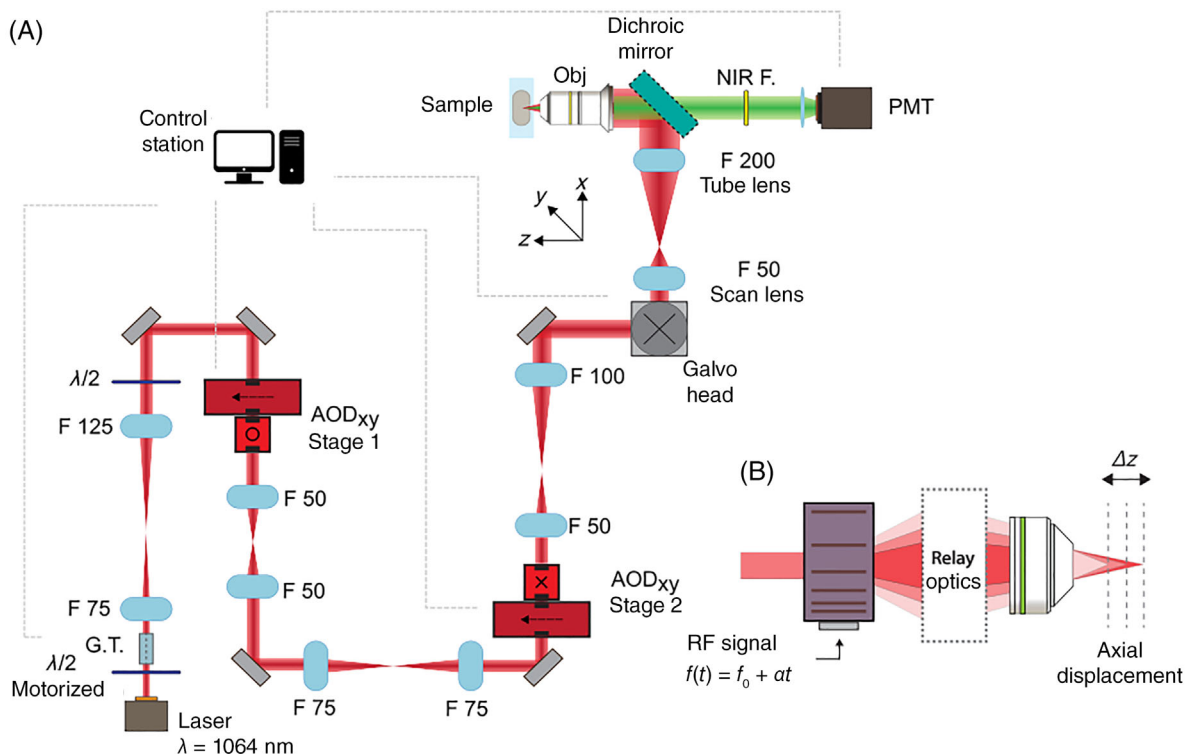 (A)
Dichroic
mirror
Obj
NIR F.
Sample
PMT
Control
station
F 200
Tube lens
x
y
z
F 50
Scan lens
λ/2
F 100
Galvo
head
F 125
AODxy
Stage 1
F 50
F 50
F 50
AODxy
Stage 2
F 75
G.T.
λ/2
Motorized
F 75
F 75
Laser
λ = 1064 nm
(B)
Δz
Relay
optics
RF signal
f(t) = f₀ + αt
Axial
displacement